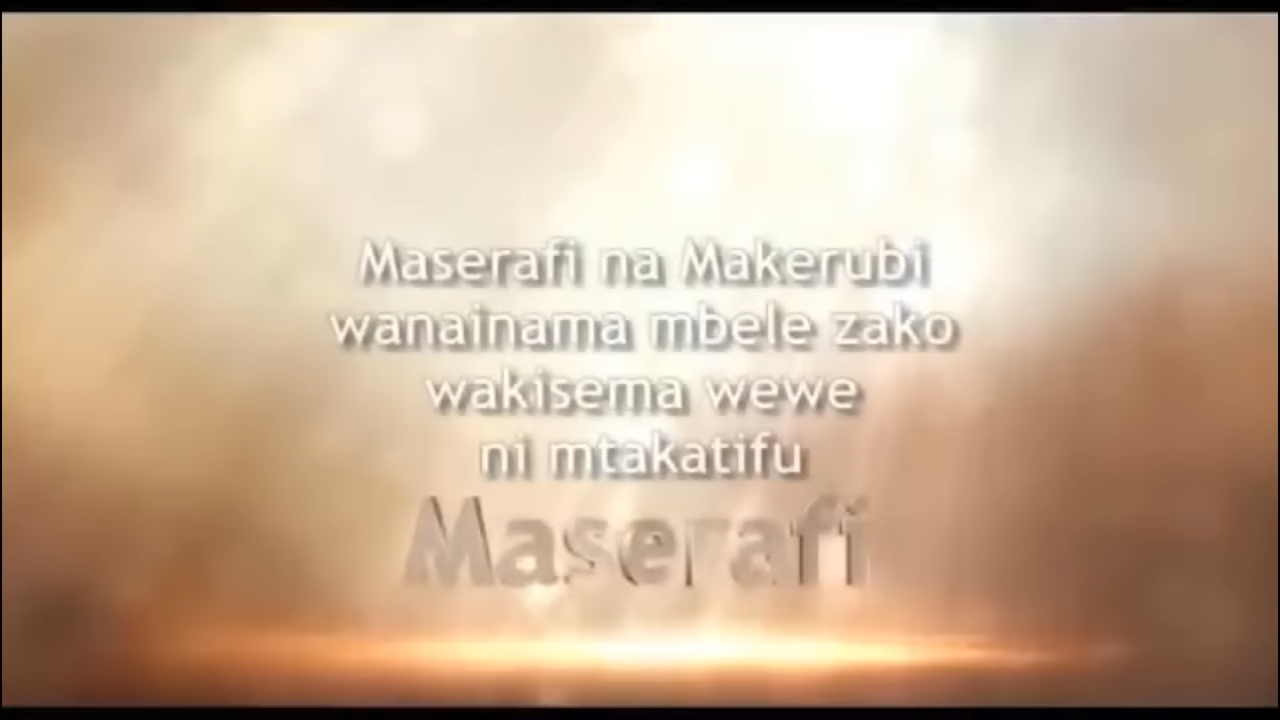 Maserafi na Makerubi
wanainama mbele zako
wakisema wewe
ni mtakatifu
Maserafi